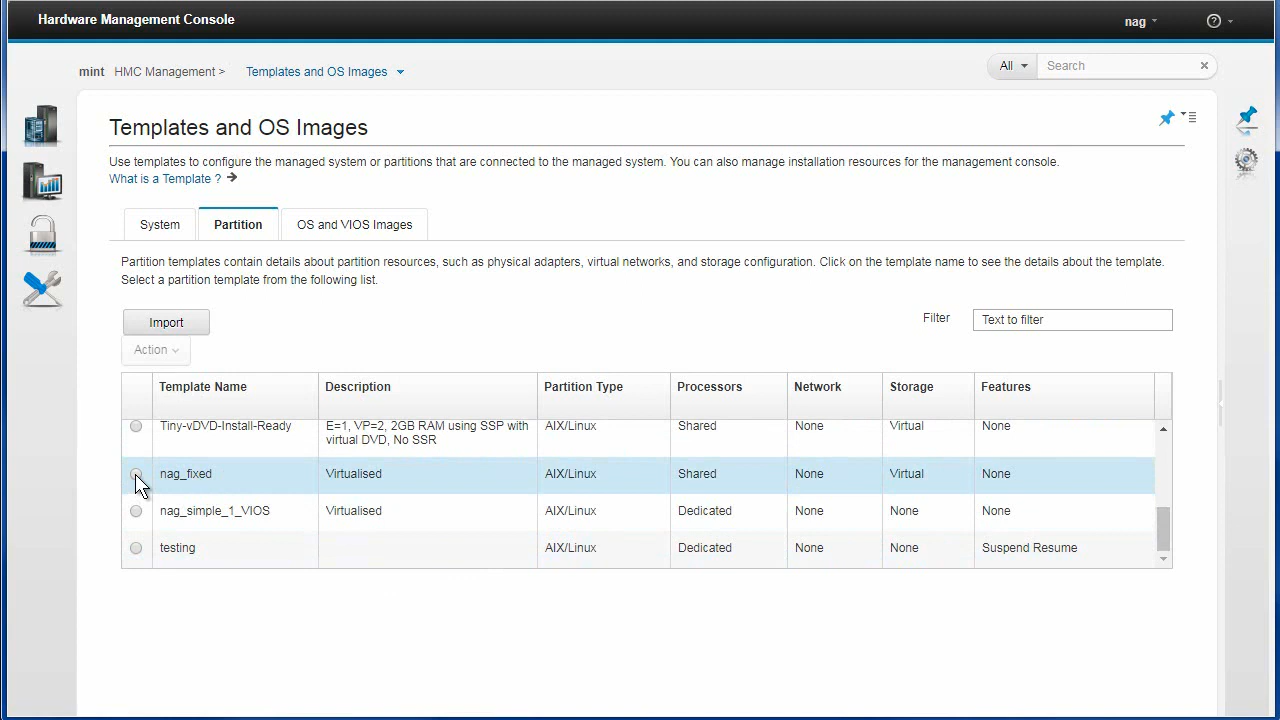 Hardware Management Console
nag
mint HMC Management > Templates and OS Images
All Search
Templates and OS Images
Use templates to configure the managed system or partitions that are connected to the managed system. You can also manage installation resources for the management console.
What is a Template ?
System Partition OS and VIOS Images
Partition templates contain details about partition resources, such as physical adapters, virtual networks, and storage configuration. Click on the template name to see the details about the template.
Select a partition template from the following list.
Import
Filter Text to filter
Action
Template Name Description Partition Type Processors Network Storage Features
Tiny-vDVD-Install-Ready E=1, VP=2, 2GB RAM using SSP with AIX/Linux Shared None Virtual None
virtual DVD, No SSR
nag_fixed Virtualised AIX/Linux Shared None Virtual None
nag_simple_1_VIOS Virtualised AIX/Linux Dedicated None None None
testing AIX/Linux Dedicated None None Suspend Resume